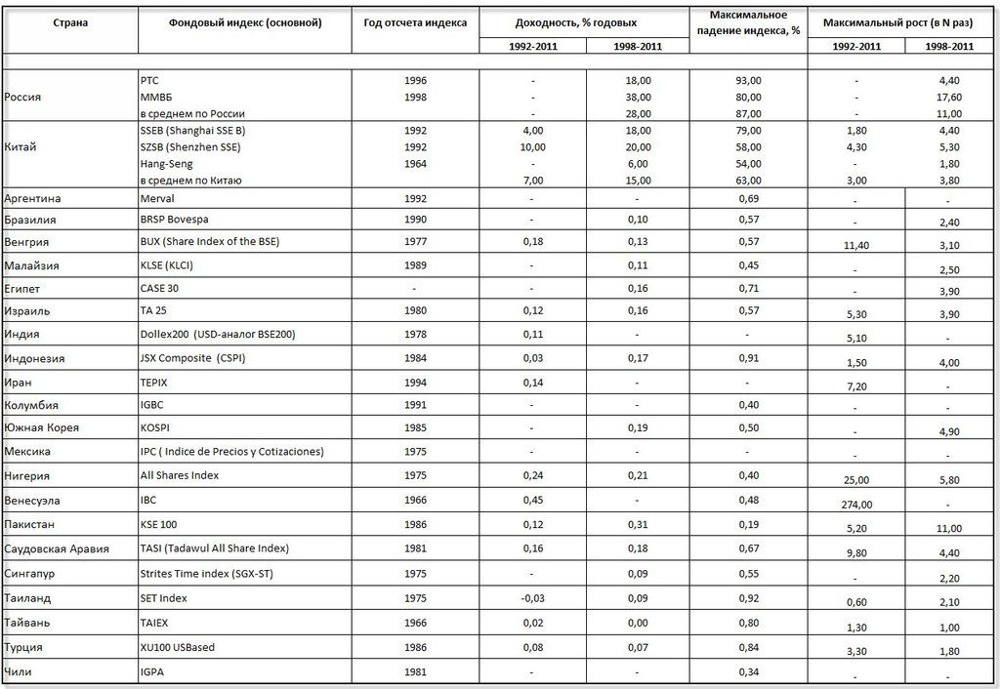 Страна Фондовый индекс (основной) Год отсчета индекса Доходность, % годовых Максимальное падение индекса, % Максимальный рост (в N раз)
1992-2011 1998-2011 1992-2011 1998-2011
Россия
РТС 1996 - 18,00 93,00 - 4,40
ММВБ 1998 - 38,00 80,00 - 17,60
в среднем по России - 28,00 87,00 - 11,00
Китай
SSEB (Shanghai SSE B) 1992 4,00 18,00 79,00 1,80 4,40
SZSB (Shenzhen SSE) 1992 10,00 20,00 58,00 4,30 5,30
Hang-Seng 1964 - 6,00 54,00 - 1,80
в среднем по Китаю 7,00 15,00 63,00 3,00 3,80
Аргентина Merval 1992 - - 0,69 - -
Бразилия BRSP Bovespa 1990 - 0,10 0,57 - 2,40
Венгрия BUX (Share Index of the BSE) 1977 0,18 0,13 0,57 11,40 3,10
Малайзия KLSE (KLCI) 1989 - 0,11 0,45 - 2,50
Египет CASE 30 - - 0,16 0,71 - 3,90
Израиль TA 25 1980 0,12 0,16 0,57 5,30 3,90
Индия Dollex200 (USD-аналог BSE200) 1978 0,11 - - 5,10 -
Индонезия JSX Composite (CSPI) 1984 0,03 0,17 0,91 1,50 4,00
Иран TEPIX 1994 0,14 - - 7,20 -
Колумбия IGBC 1991 - - 0,40 - -
Южная Корея KOSPI 1985 - 0,19 0,50 - 4,90
Мексика IPC ( Indice de Precios y Cotizaciones) 1975 - - - - -
Нигерия All Shares Index 1975 0,24 0,21 0,40 25,00 5,80
Венесуэла IBC 1966 0,45 - 0,48 274,00 -
Пакистан KSE 100 1986 0,12 0,31 0,19 5,20 11,00
Саудовская Аравия TASI (Tadawul All Share Index) 1981 0,16 0,18 0,67 9,80 4,40
Сингапур Strites Time index (SGX-ST) 1975 - 0,09 0,55 - 2,20
Таиланд SET Index 1975 -0,03 0,09 0,92 0,60 2,10
Тайвань TAIEX 1966 0,02 0,00 0,80 1,30 1,00
Турция XU100 USBased 1986 0,08 0,07 0,84 3,30 1,80
Чили IGPA 1981 - - 0,34 - -